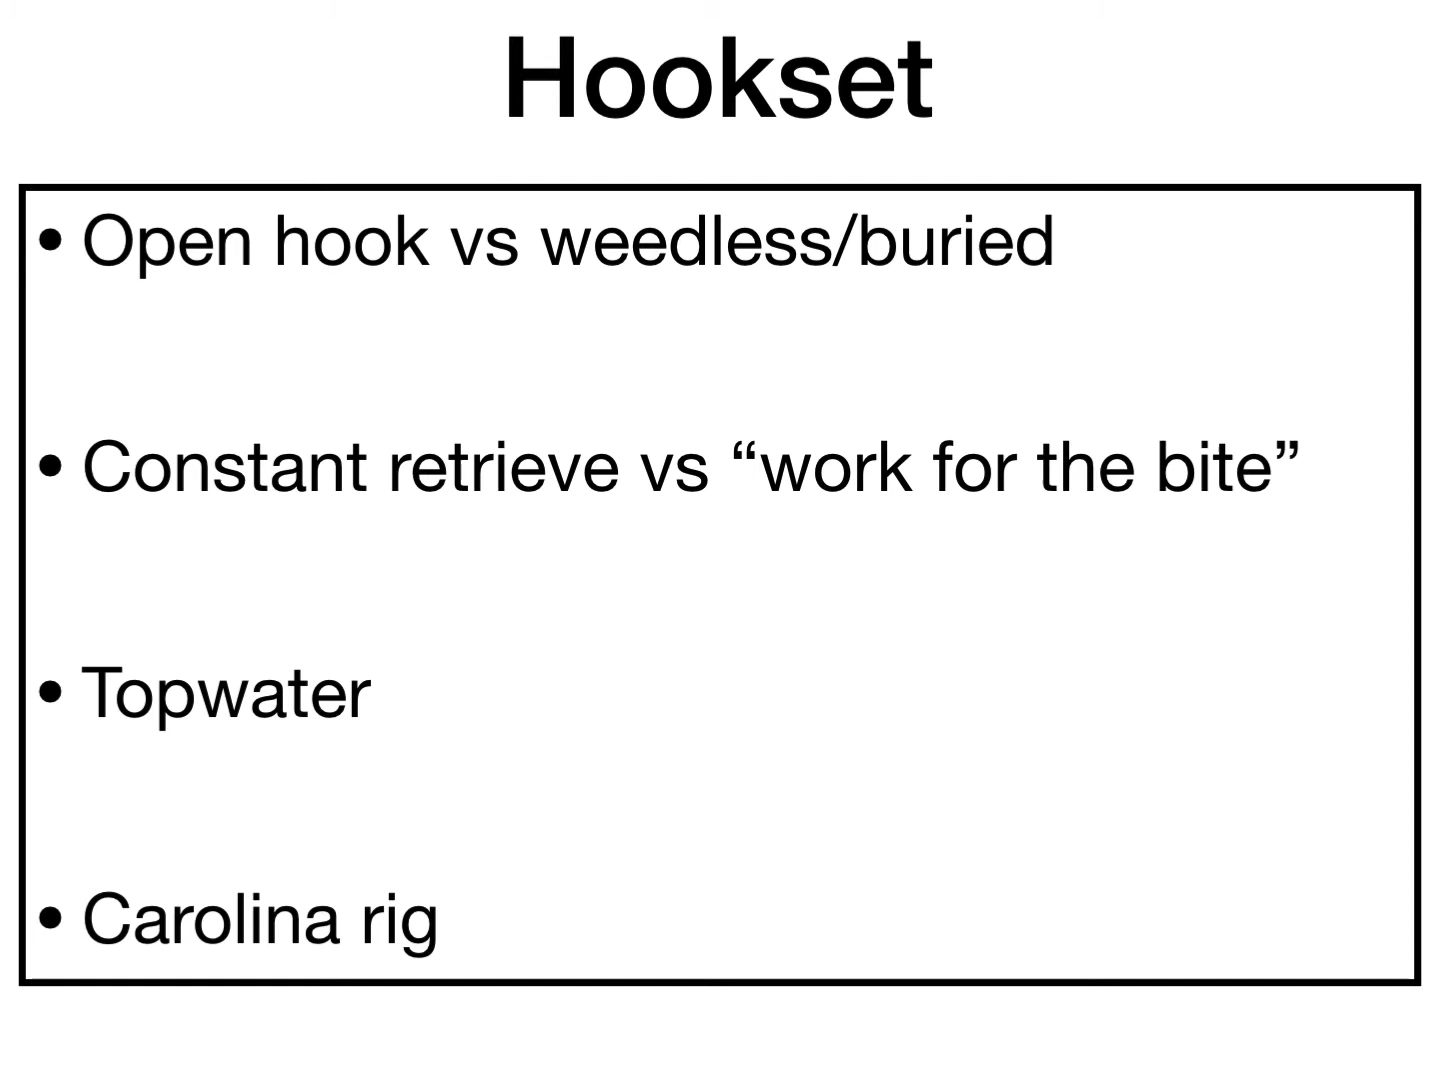 Hookset
• Open hook vs weedless/buried
• Constant retrieve vs “work for the bite”
• Topwater
• Carolina rig